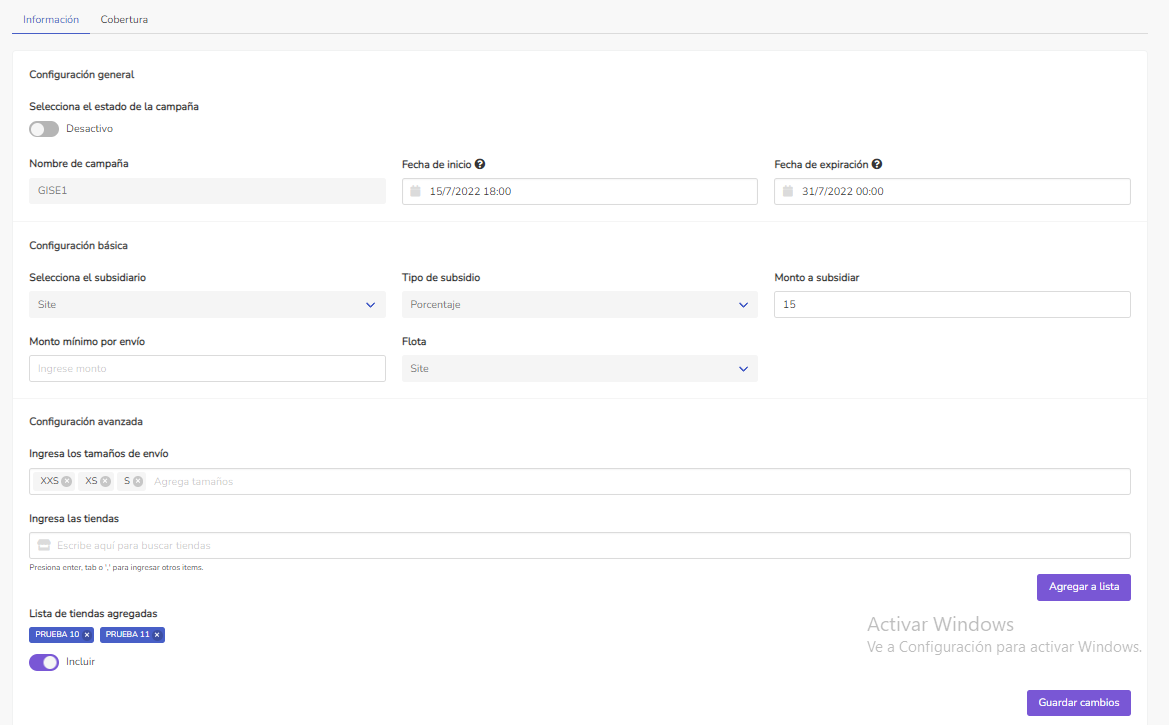 Información Cobertura
Configuración general
Selecciona el estado de la campaña
Desactivo
Nombre de campaña Fecha de inicio Fecha de expiración
GISE1 15/7/2022 18:00 31/7/2022 00:00
Configuración básica
Selecciona el subsidiario Tipo de subsidio Monto a subsidiar
Site Porcentaje 15
Monto mínimo por envío Flota
Ingrese monto Site
Configuración avanzada
Ingresa los tamaños de envío
XXS XS S Agrega tamaños
Ingresa las tiendas
Escribe aquí para buscar tiendas
Presiona enter, tab o ',' para ingresar otros items.
Agregar a lista
Lista de tiendas agregadas
PRUEBA 10 × PRUEBA 11 ×
Incluir
Activar Windows
Ve a Configuración para activar Windows.
Guardar cambios